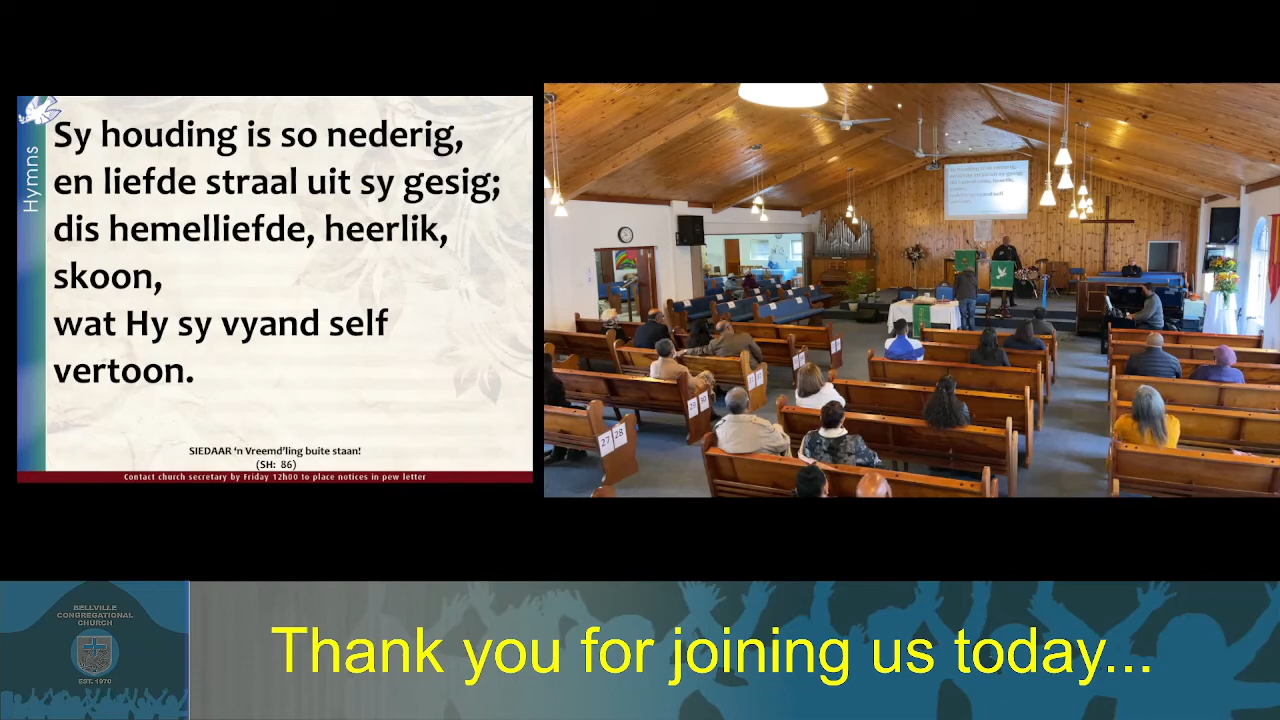 Hymns
Sy houding is so nederig,
en liefde straal uit sy gesig;
dis hemelliefde, heerlik,
skoon,
wat Hy sy vyand self
vertoon.
SIEDAAR ‘n Vreemd’ling buite staan!
(SH: 86)
Contact church secretary by Friday 12h00 to place notices in pew letter
27 28
29 30
BELLVILLE
CONGREGATIONAL
CHURCH
EST. 1970
Thank you for joining us today...